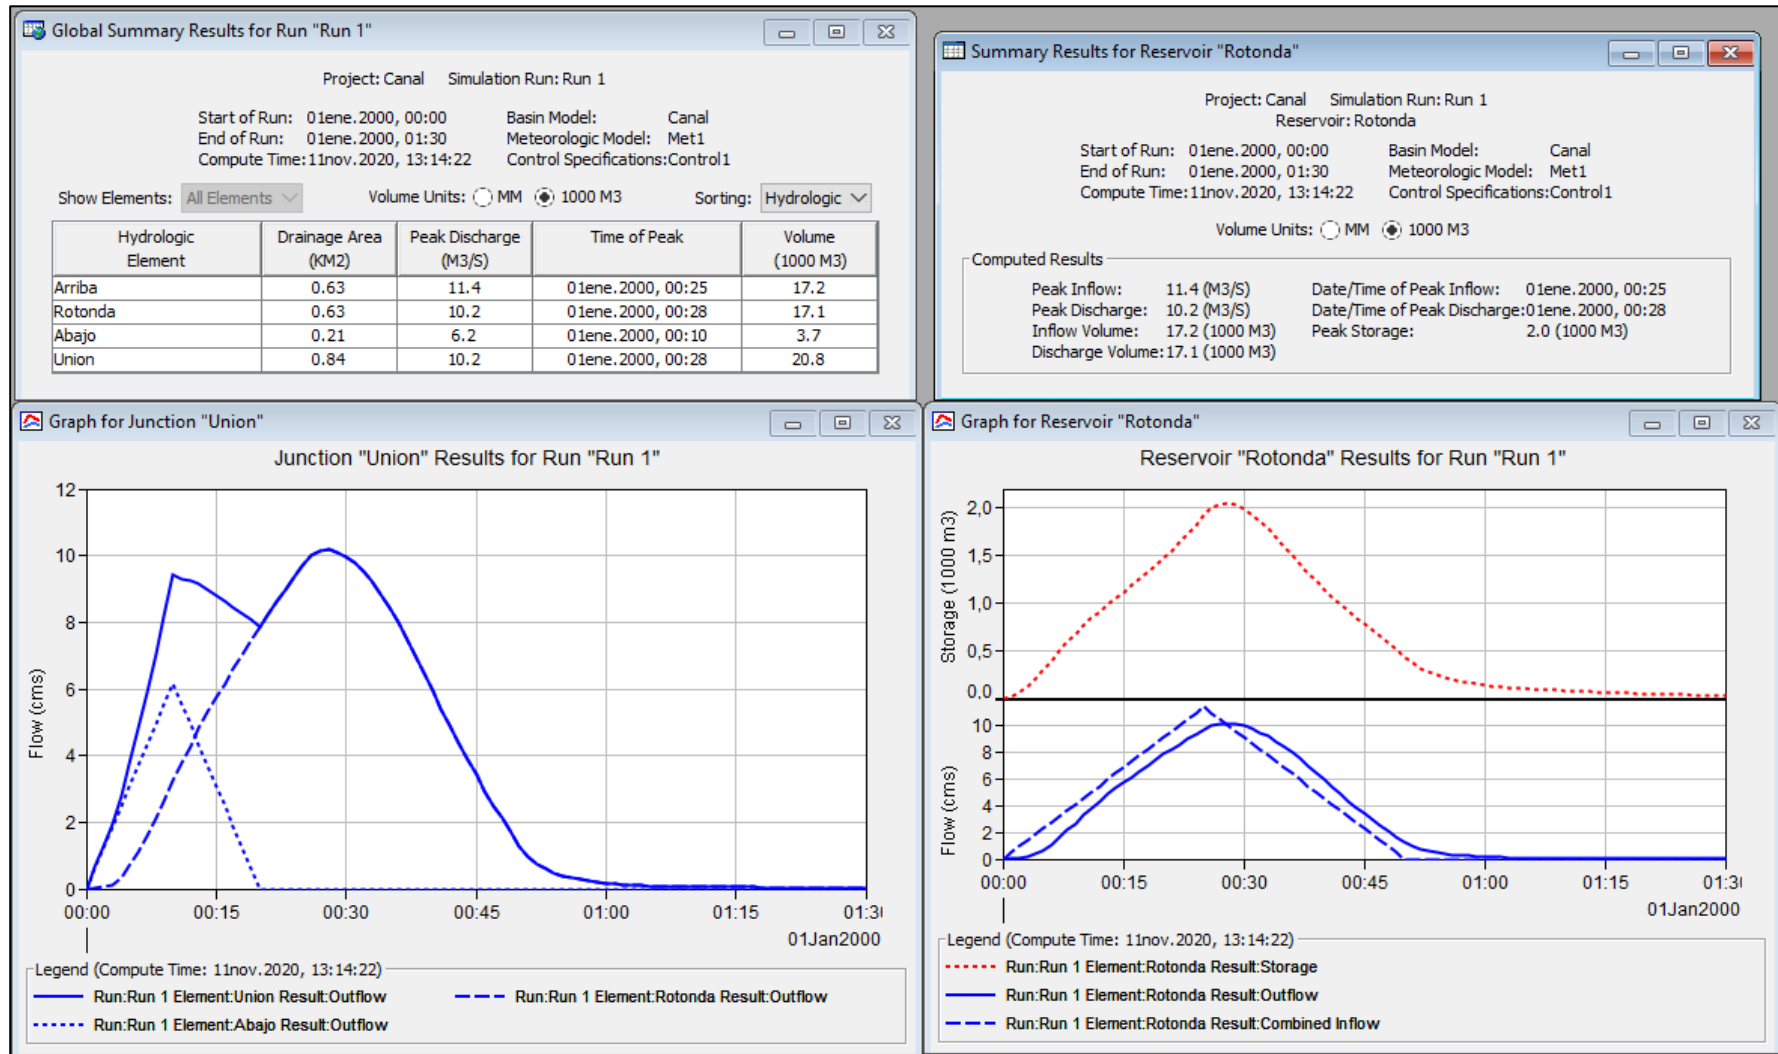 Global Summary Results for Run "Run 1"
Project: Canal Simulation Run: Run 1
Start of Run: 01ene.2000, 00:00 Basin Model: Canal
End of Run: 01ene.2000, 01:30 Meteorologic Model: Met1
Compute Time:11nov.2020, 13:14:22 Control Specifications:Control1
Show Elements: All Elements Volume Units: MM 1000 M3 Sorting: Hydrologic
Hydrologic Drainage Area Peak Discharge Time of Peak Volume
Element (KM2) (M3/S) (1000 M3)
Arriba 0.63 11.4 01ene.2000, 00:25 17.2
Rotonda 0.63 10.2 01ene.2000, 00:28 17.1
Abajo 0.21 6.2 01ene.2000, 00:10 3.7
Union 0.84 10.2 01ene.2000, 00:28 20.8
Summary Results for Reservoir "Rotonda"
Project: Canal Simulation Run: Run 1
Reservoir: Rotonda
Start of Run: 01ene.2000, 00:00 Basin Model: Canal
End of Run: 01ene.2000, 01:30 Meteorologic Model: Met1
Compute Time:11nov.2020, 13:14:22 Control Specifications:Control1
Volume Units: MM 1000 M3
Computed Results
Peak Inflow: 11.4 (M3/S) Date/Time of Peak Inflow: 01ene.2000, 00:25
Peak Discharge: 10.2 (M3/S) Date/Time of Peak Discharge:01ene.2000, 00:28
Inflow Volume: 17.2 (1000 M3) Peak Storage: 2.0 (1000 M3)
Discharge Volume:17.1 (1000 M3)
Graph for Junction "Union"
Junction "Union" Results for Run "Run 1"
12
10
8
6
4
2
0
Flow (cms)
00:00 00:15 00:30 00:45 01:00 01:15 01:30
01Jan2000
Legend (Compute Time: 11nov.2020, 13:14:22)
Run:Run 1 Element:Union Result:Outflow Run:Run 1 Element:Rotonda Result:Outflow
Run:Run 1 Element:Abajo Result:Outflow
Graph for Reservoir "Rotonda"
Reservoir "Rotonda" Results for Run "Run 1"
2,0
1,5
1,0
0,5
0,0
Storage (1000 m3)
10
8
6
4
2
0
Flow (cms)
00:00 00:15 00:30 00:45 01:00 01:15 01:30
01Jan2000
Legend (Compute Time: 11nov.2020, 13:14:22)
Run:Run 1 Element:Rotonda Result:Storage
Run:Run 1 Element:Rotonda Result:Outflow
Run:Run 1 Element:Rotonda Result:Combined Inflow